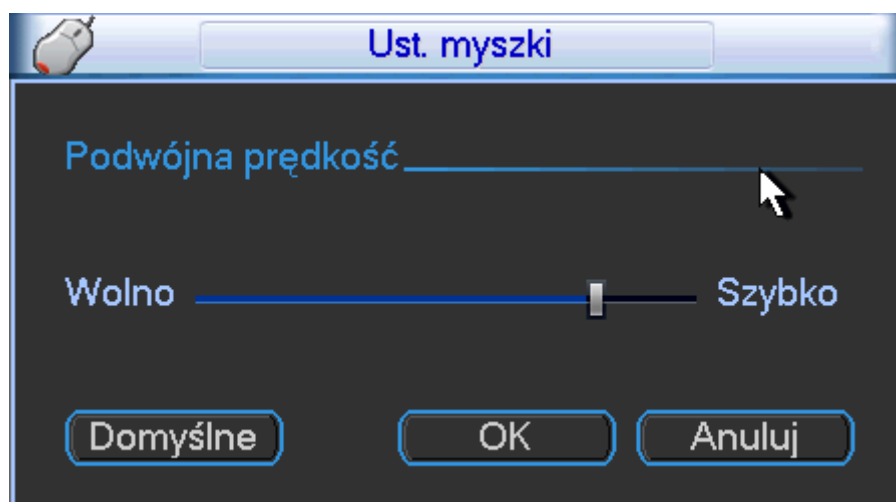 Ust. myszki
Podwójna prędkość
Wolno Szybko
Domyślne OK Anuluj